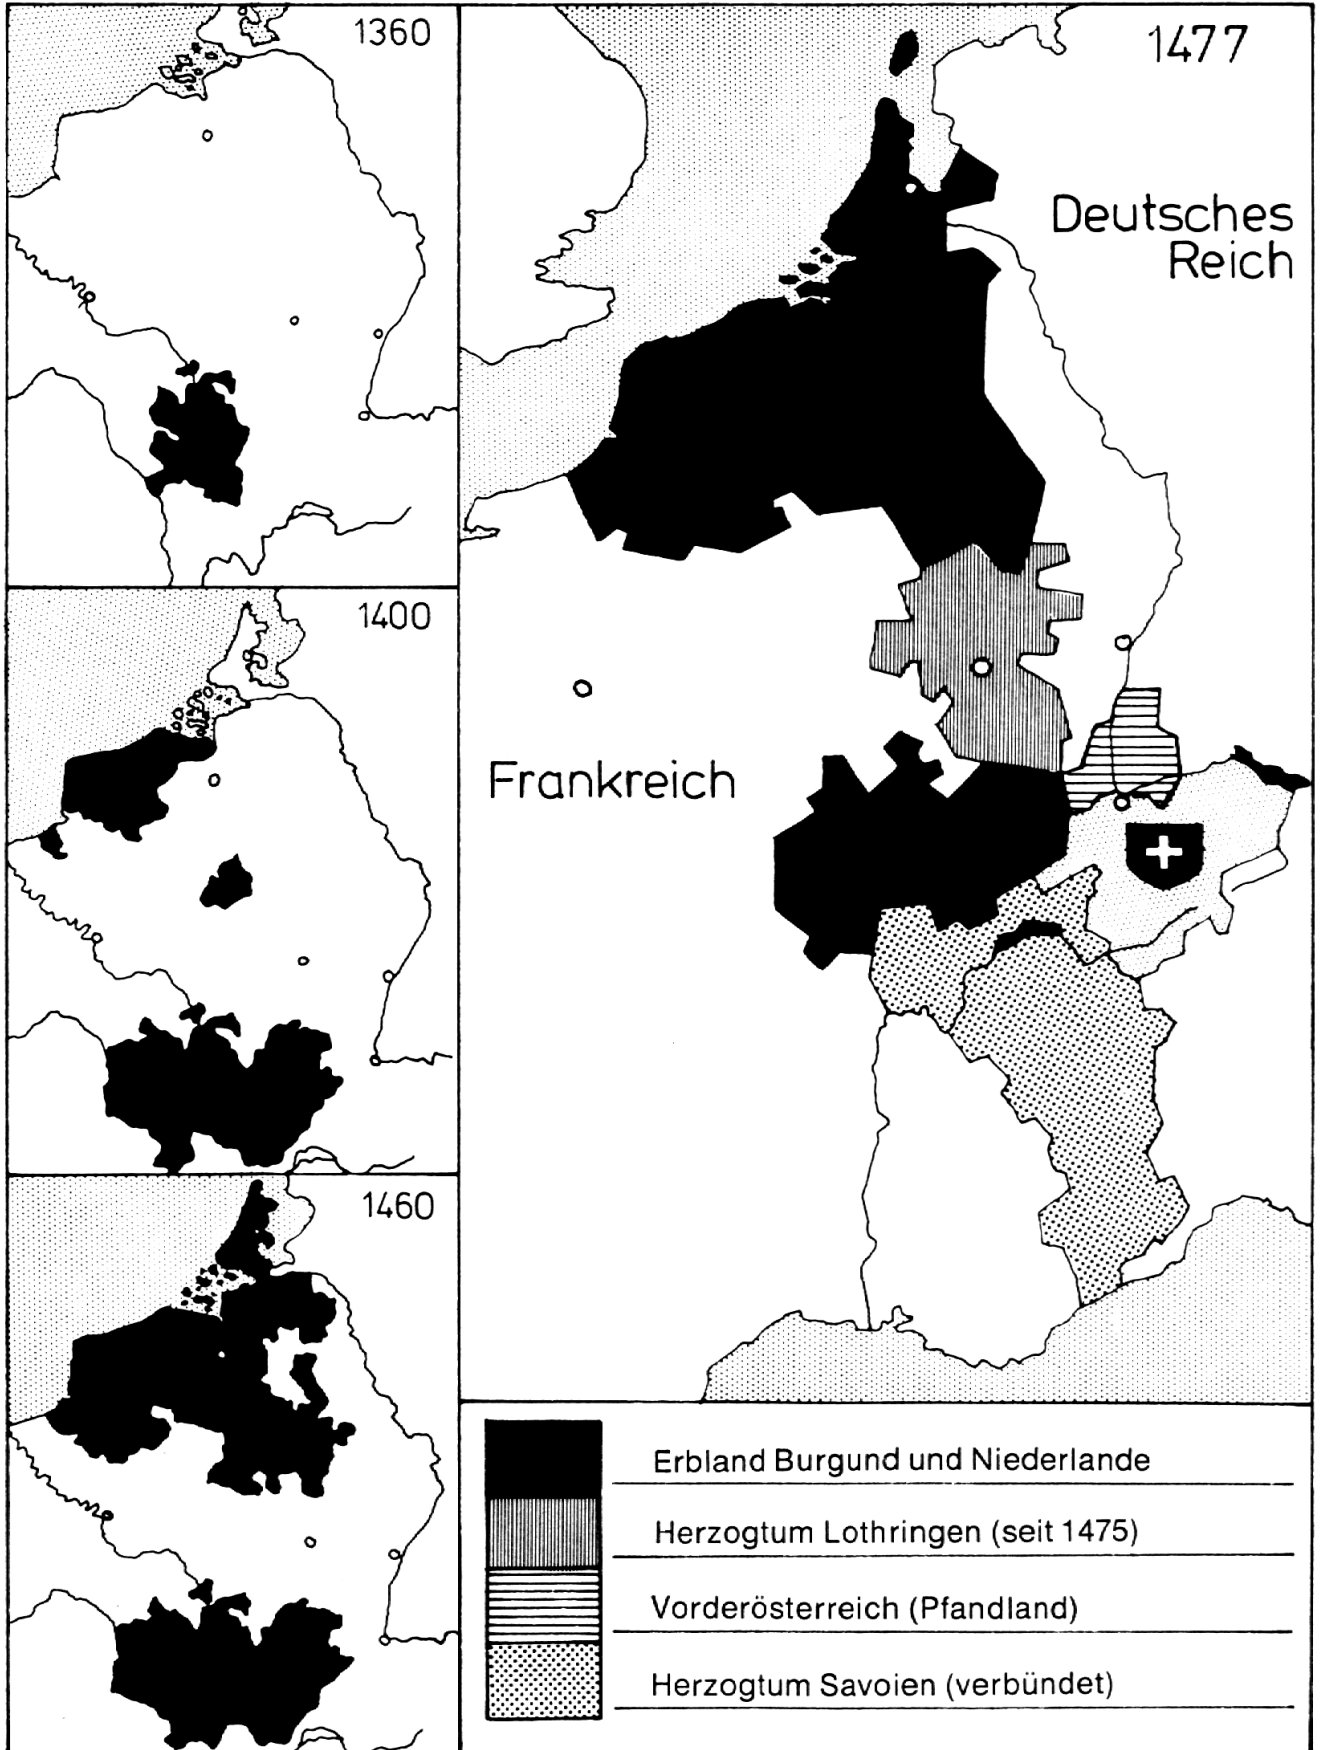 1360
1400
1460
1477
Deutsches
Reich
Frankreich
Erbland Burgund und Niederlande
Herzogtum Lothringen (seit 1475)
Vorderösterreich (Pfandland)
Herzogtum Savoien (verbündet)